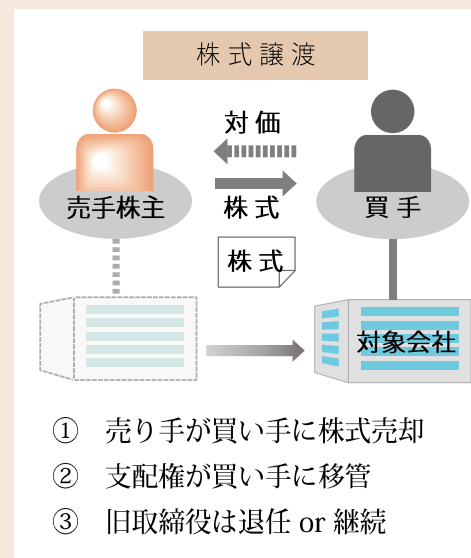 株式譲渡
対価
売手株主
株式
買手
株式
対象会社
① 売り手が買い手に株式売却
② 支配権が買い手に移管
③ 旧取締役は退任 or 継続